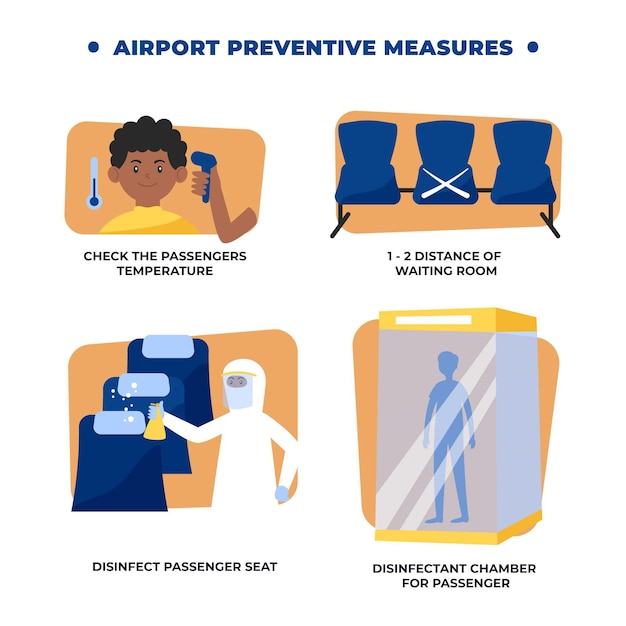 AIRPORT PREVENTIVE MEASURES
CHECK THE PASSENGERS
TEMPERATURE
1 - 2 DISTANCE OF
WAITING ROOM
DISINFECT PASSENGER SEAT
DISINFECTANT CHAMBER
FOR PASSENGER